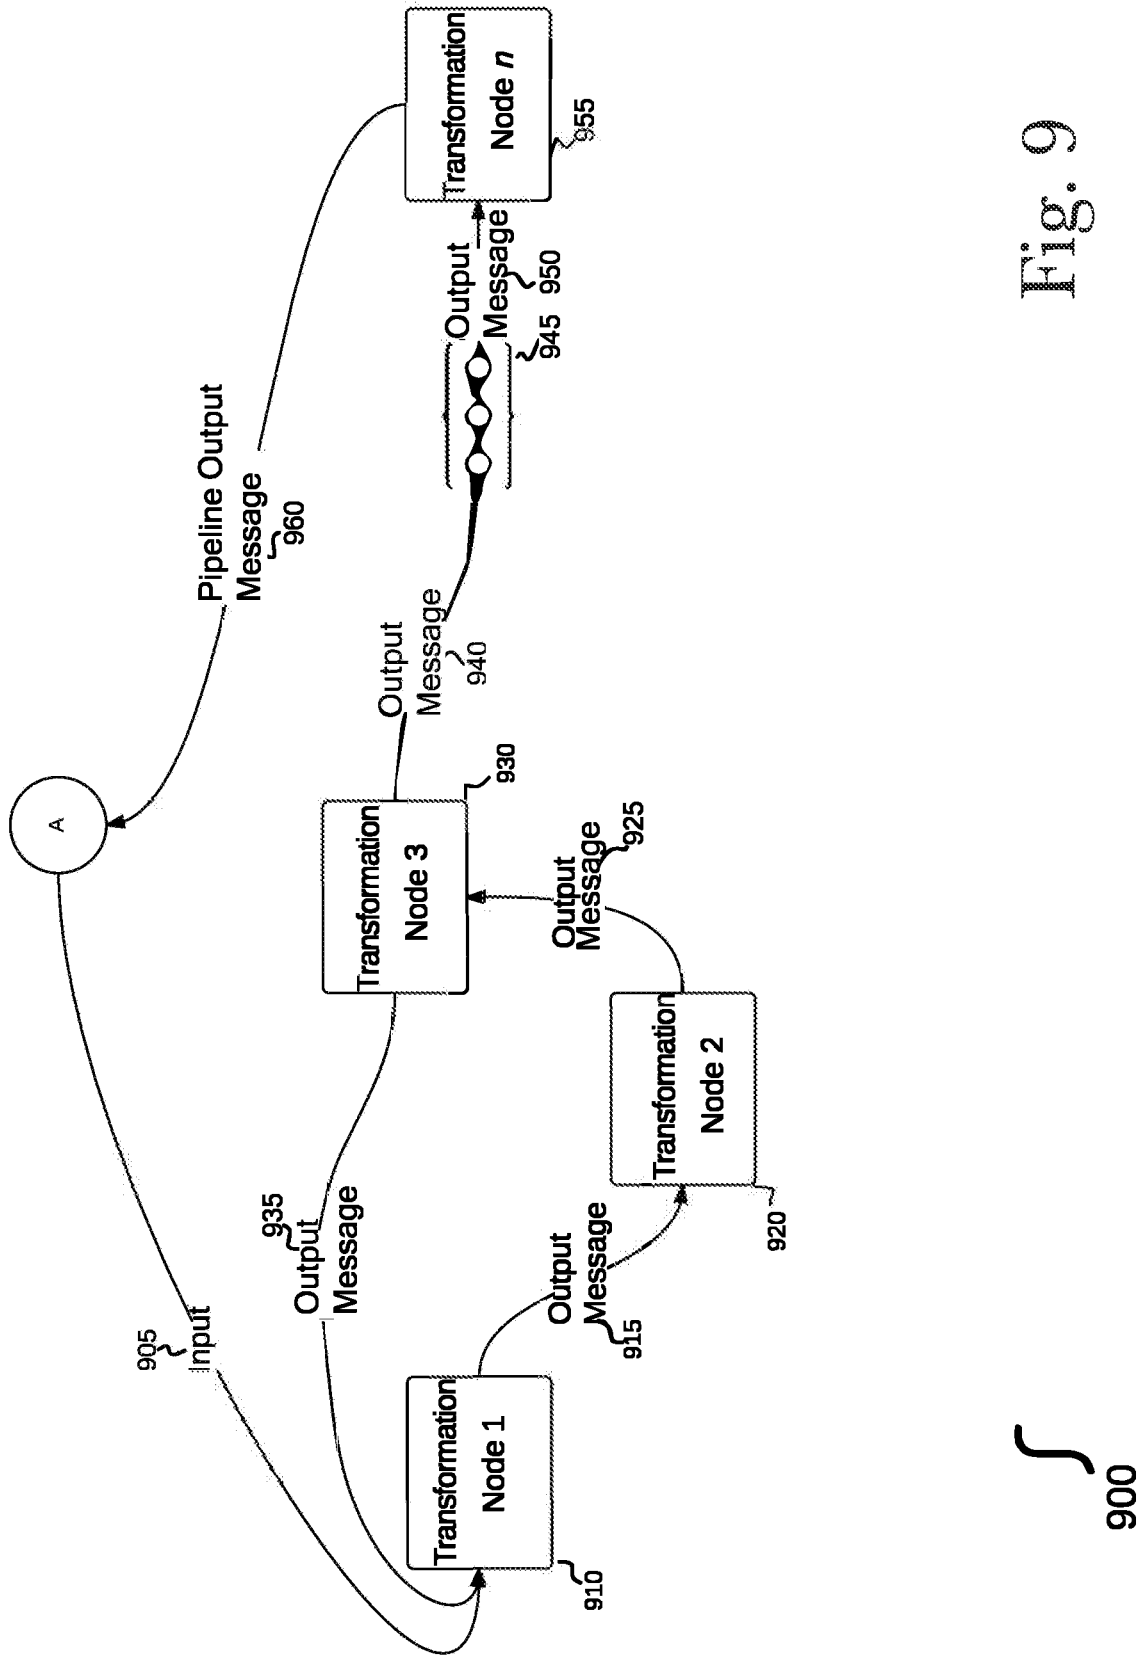 A
905
Input
Pipeline Output
Message
960
935
Output
Message
Transformation
Node 3
930
Output
Message
940
Output
Message
950
945
Transformation
Node n
955
Transformation
Node 1
910
Output
Message
915
Transformation
Node 2
920
Output
Message
925
900
Fig. 9